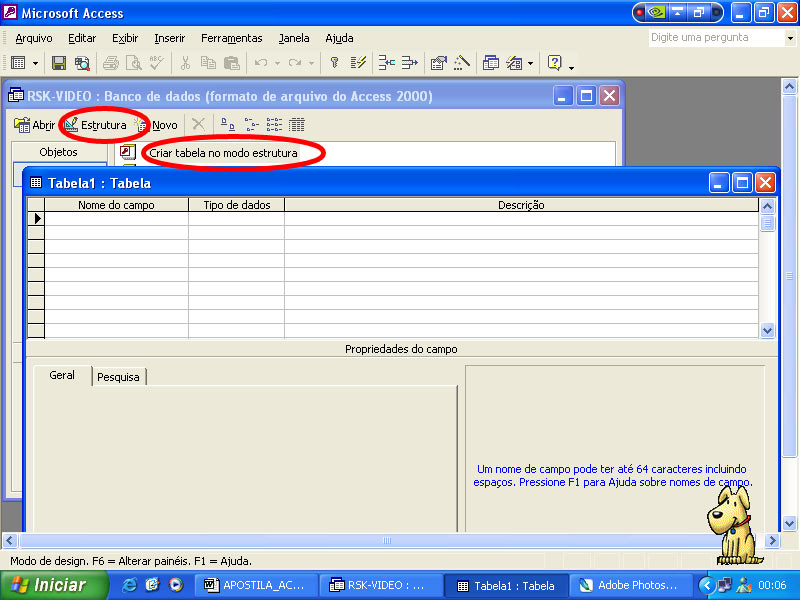 Microsoft Access
Arquivo Editar Exibir Inserir Ferramentas Janela Ajuda
Digite uma pergunta
RSK-VIDEO : Banco de dados (formato de arquivo do Access 2000)
Abrir Estrutura Novo
Objetos
Criar tabela no modo estrutura
Tabela1 : Tabela
Nome do campo Tipo de dados Descrição
Propriedades do campo
Geral Pesquisa
Um nome de campo pode ter até 64 caracteres incluindo
espaços. Pressione F1 para Ajuda sobre nomes de campo.
Modo de design. F6 = Alterar painéis. F1 = Ajuda.
Iniciar APOSTILA_AC... RSK-VIDEO : ... Tabela1 : Tabela Adobe Photos... 00:06